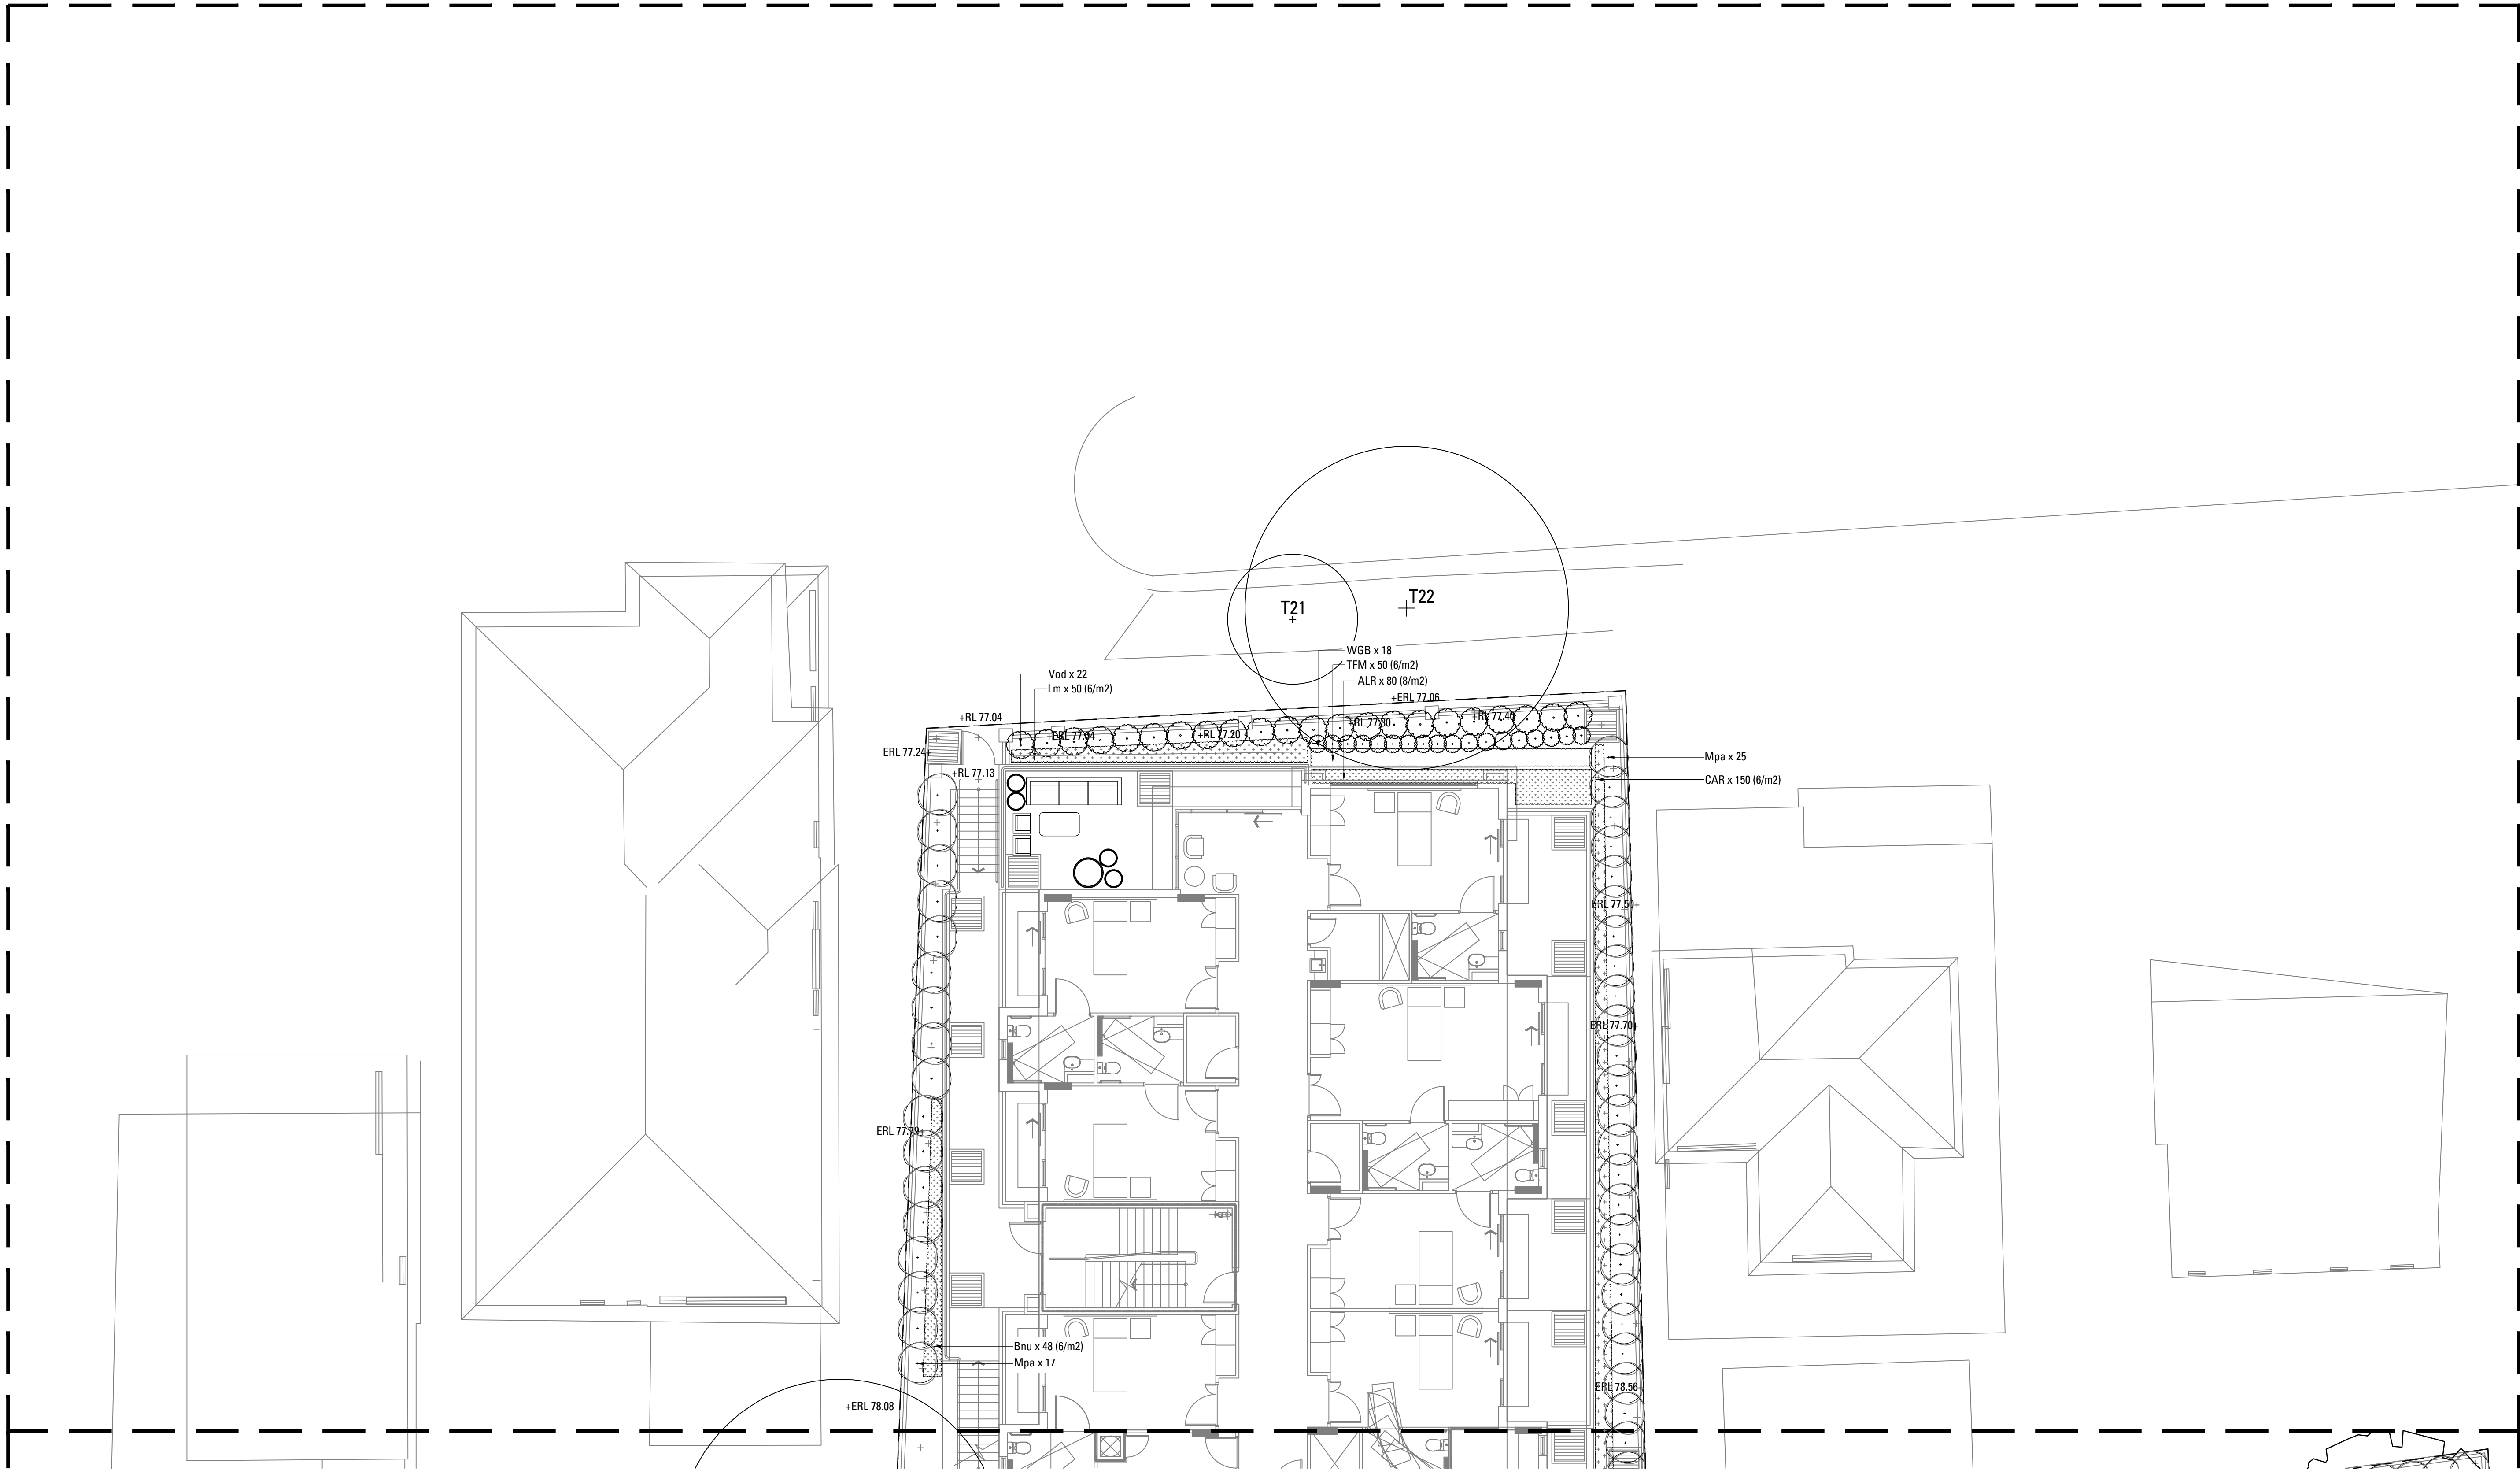 T21
T22
WGB x 18
TFM x 50 (6/m2)
ALR x 80 (8/m2)
Vod x 22
Lm x 50 (6/m2)
+ERL 77.06
+RL 77.04
+RL 77.40
+RL 77.30
+ERL 77.04
+RL 77.20
ERL 77.24+
+RL 77.13
Mpa x 25
CAR x 150 (6/m2)
ERL 77.50+
ERL 77.70+
ERL 77.79+
Bnu x 48 (6/m2)
Mpa x 17
ERL 78.56+
+ERL 78.08